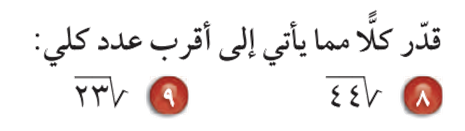 قدّر كلًّا مما يأتي إلى أقرب عدد كلي:
٨ √٤٤ ٩ √٢٣